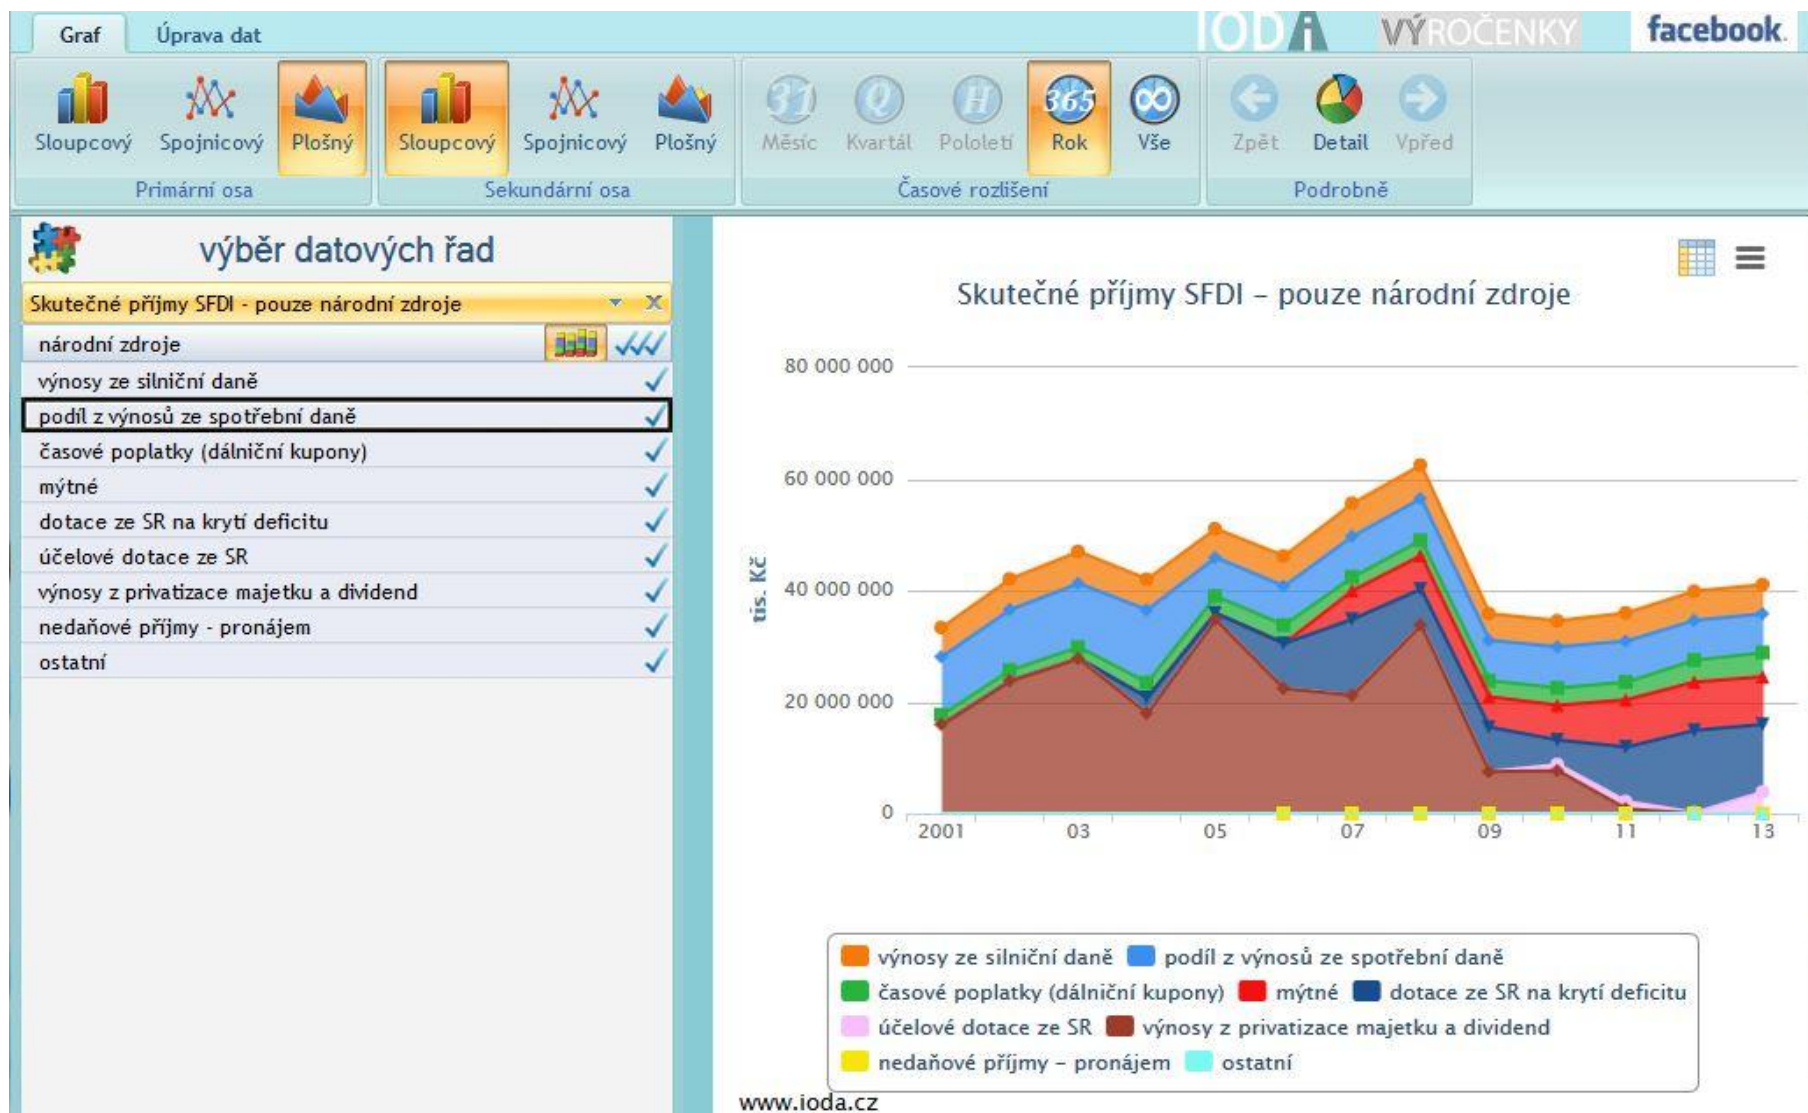 Graf Úprava dat
IODA VÝROČENKY facebook.
Sloupcový Spojnicový Plošný Sloupcový Spojnicový Plošný 31 Měsíc Q Kvartál H Pololetí 365 Rok Vše Zpět Detail Vpřed
Primární osa Sekundární osa Časové rozlišení Podrobně
výběr datových řad
Skutečné příjmy SFDI - pouze národní zdroje
národní zdroje
výnosy ze silniční daně
podíl z výnosů ze spotřební daně
časové poplatky (dálniční kupony)
mýtné
dotace ze SR na krytí deficitu
účelové dotace ze SR
výnosy z privatizace majetku a dividend
nedaňové příjmy - pronájem
ostatní
Skutečné příjmy SFDI – pouze národní zdroje
80 000 000
60 000 000
40 000 000
20 000 000
0
tis. Kč
2001 03 05 07 09 11 13
výnosy ze silniční daně podíl z výnosů ze spotřební daně
časové poplatky (dálniční kupony) mýtné dotace ze SR na krytí deficitu
účelové dotace ze SR výnosy z privatizace majetku a dividend
nedaňové příjmy – pronájem ostatní
www.ioda.cz